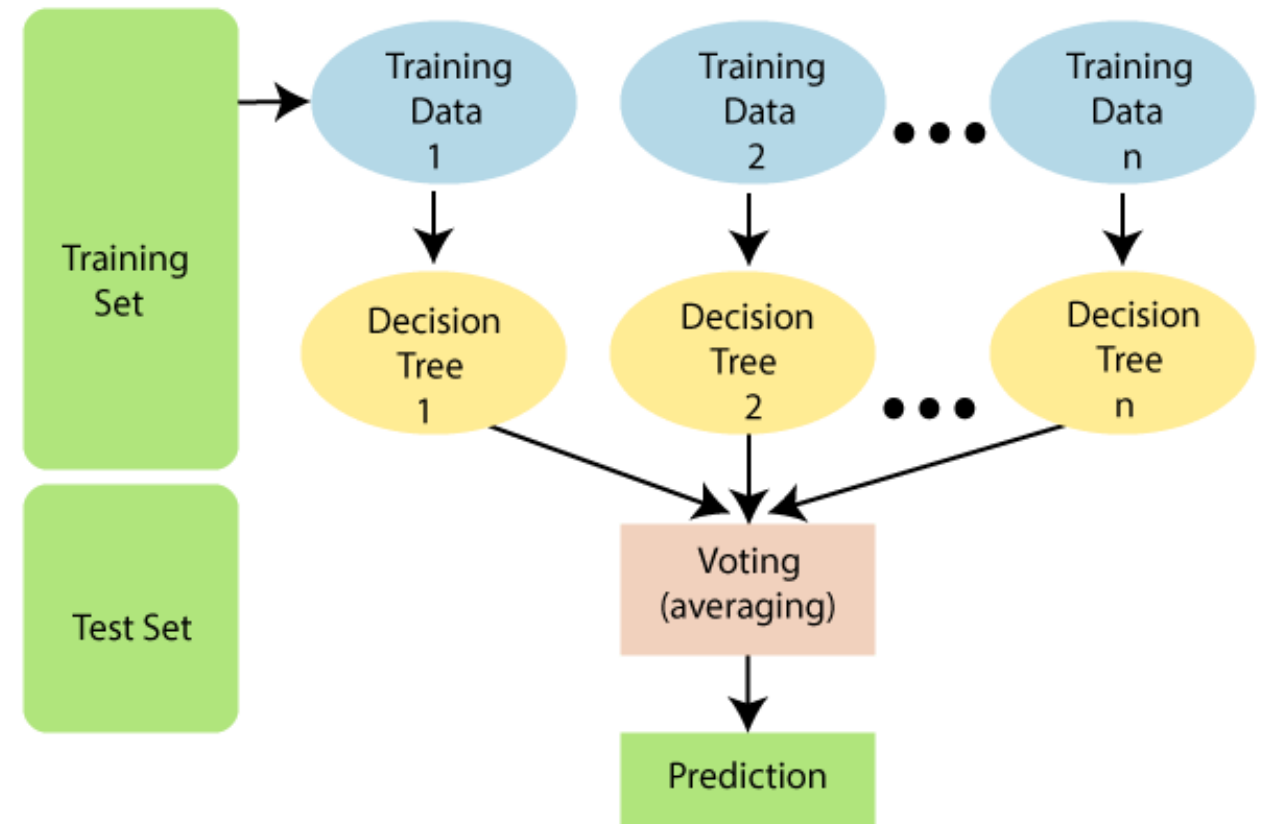 Training
Set
Test Set
Training
Data
1
Training
Data
2
Training
Data
n
Decision
Tree
1
Decision
Tree
2
Decision
Tree
n
Voting
(averaging)
Prediction